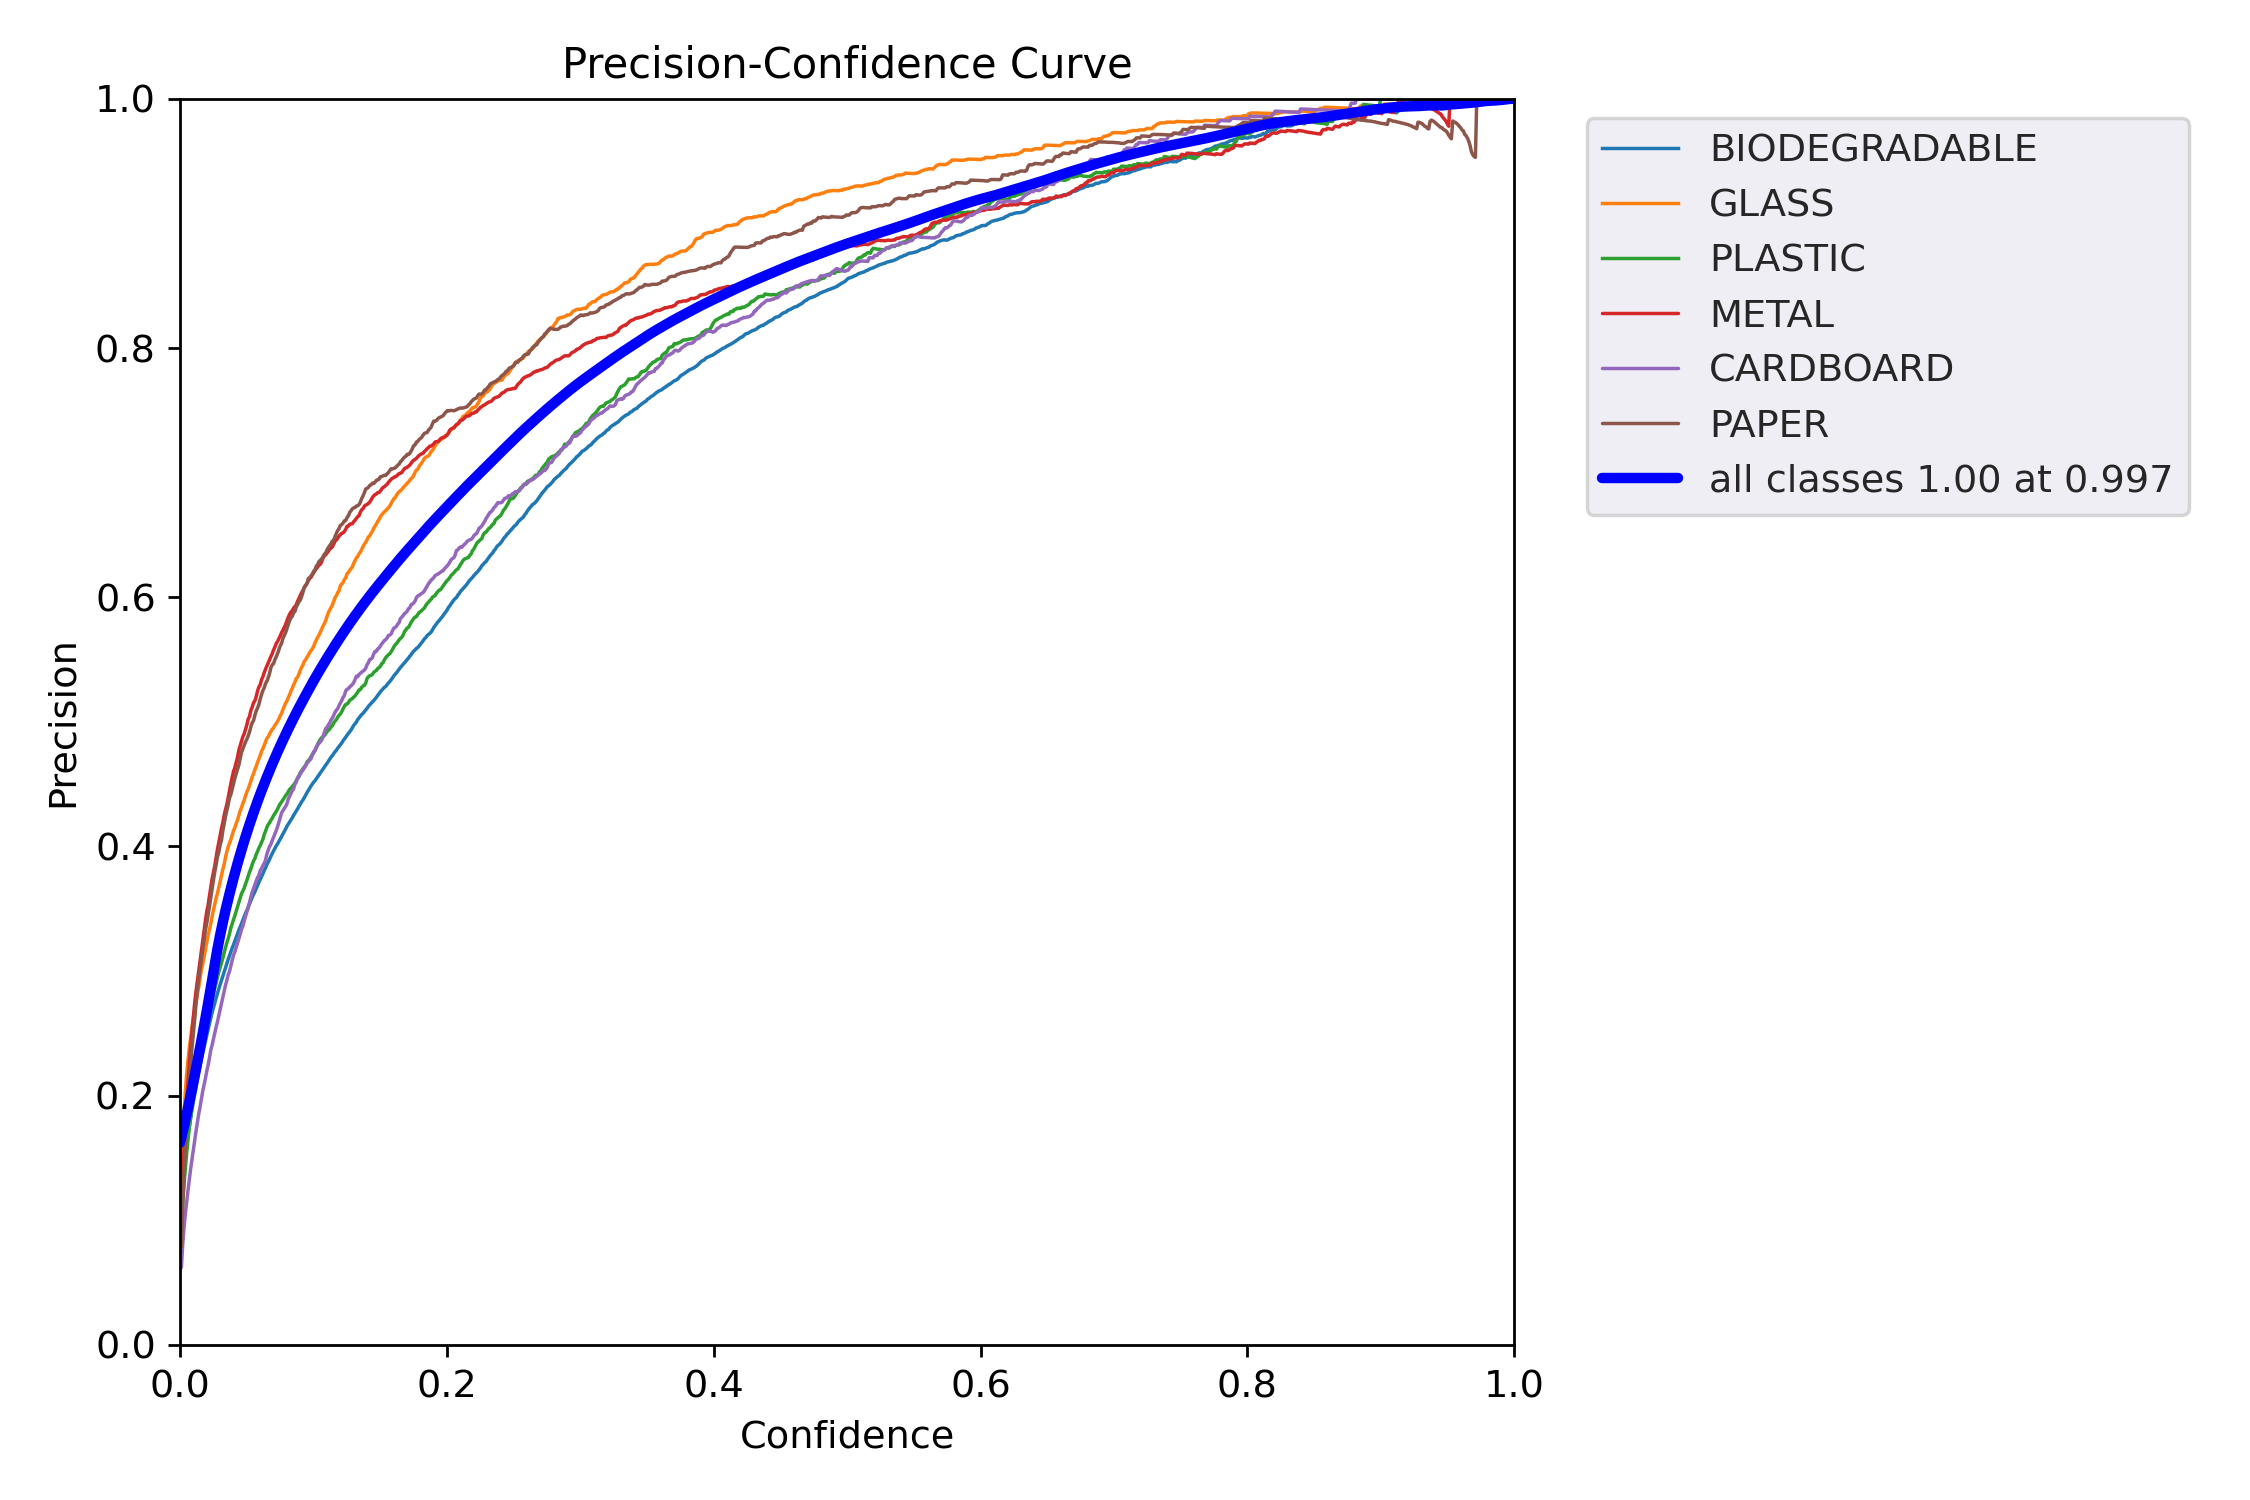 Precision-Confidence Curve
1.0
0.8
0.6
0.4
0.2
0.0
Precision
0.0 0.2 0.4 0.6 0.8 1.0
Confidence
BIODEGRADABLE
GLASS
PLASTIC
METAL
CARDBOARD
PAPER
all classes 1.00 at 0.997